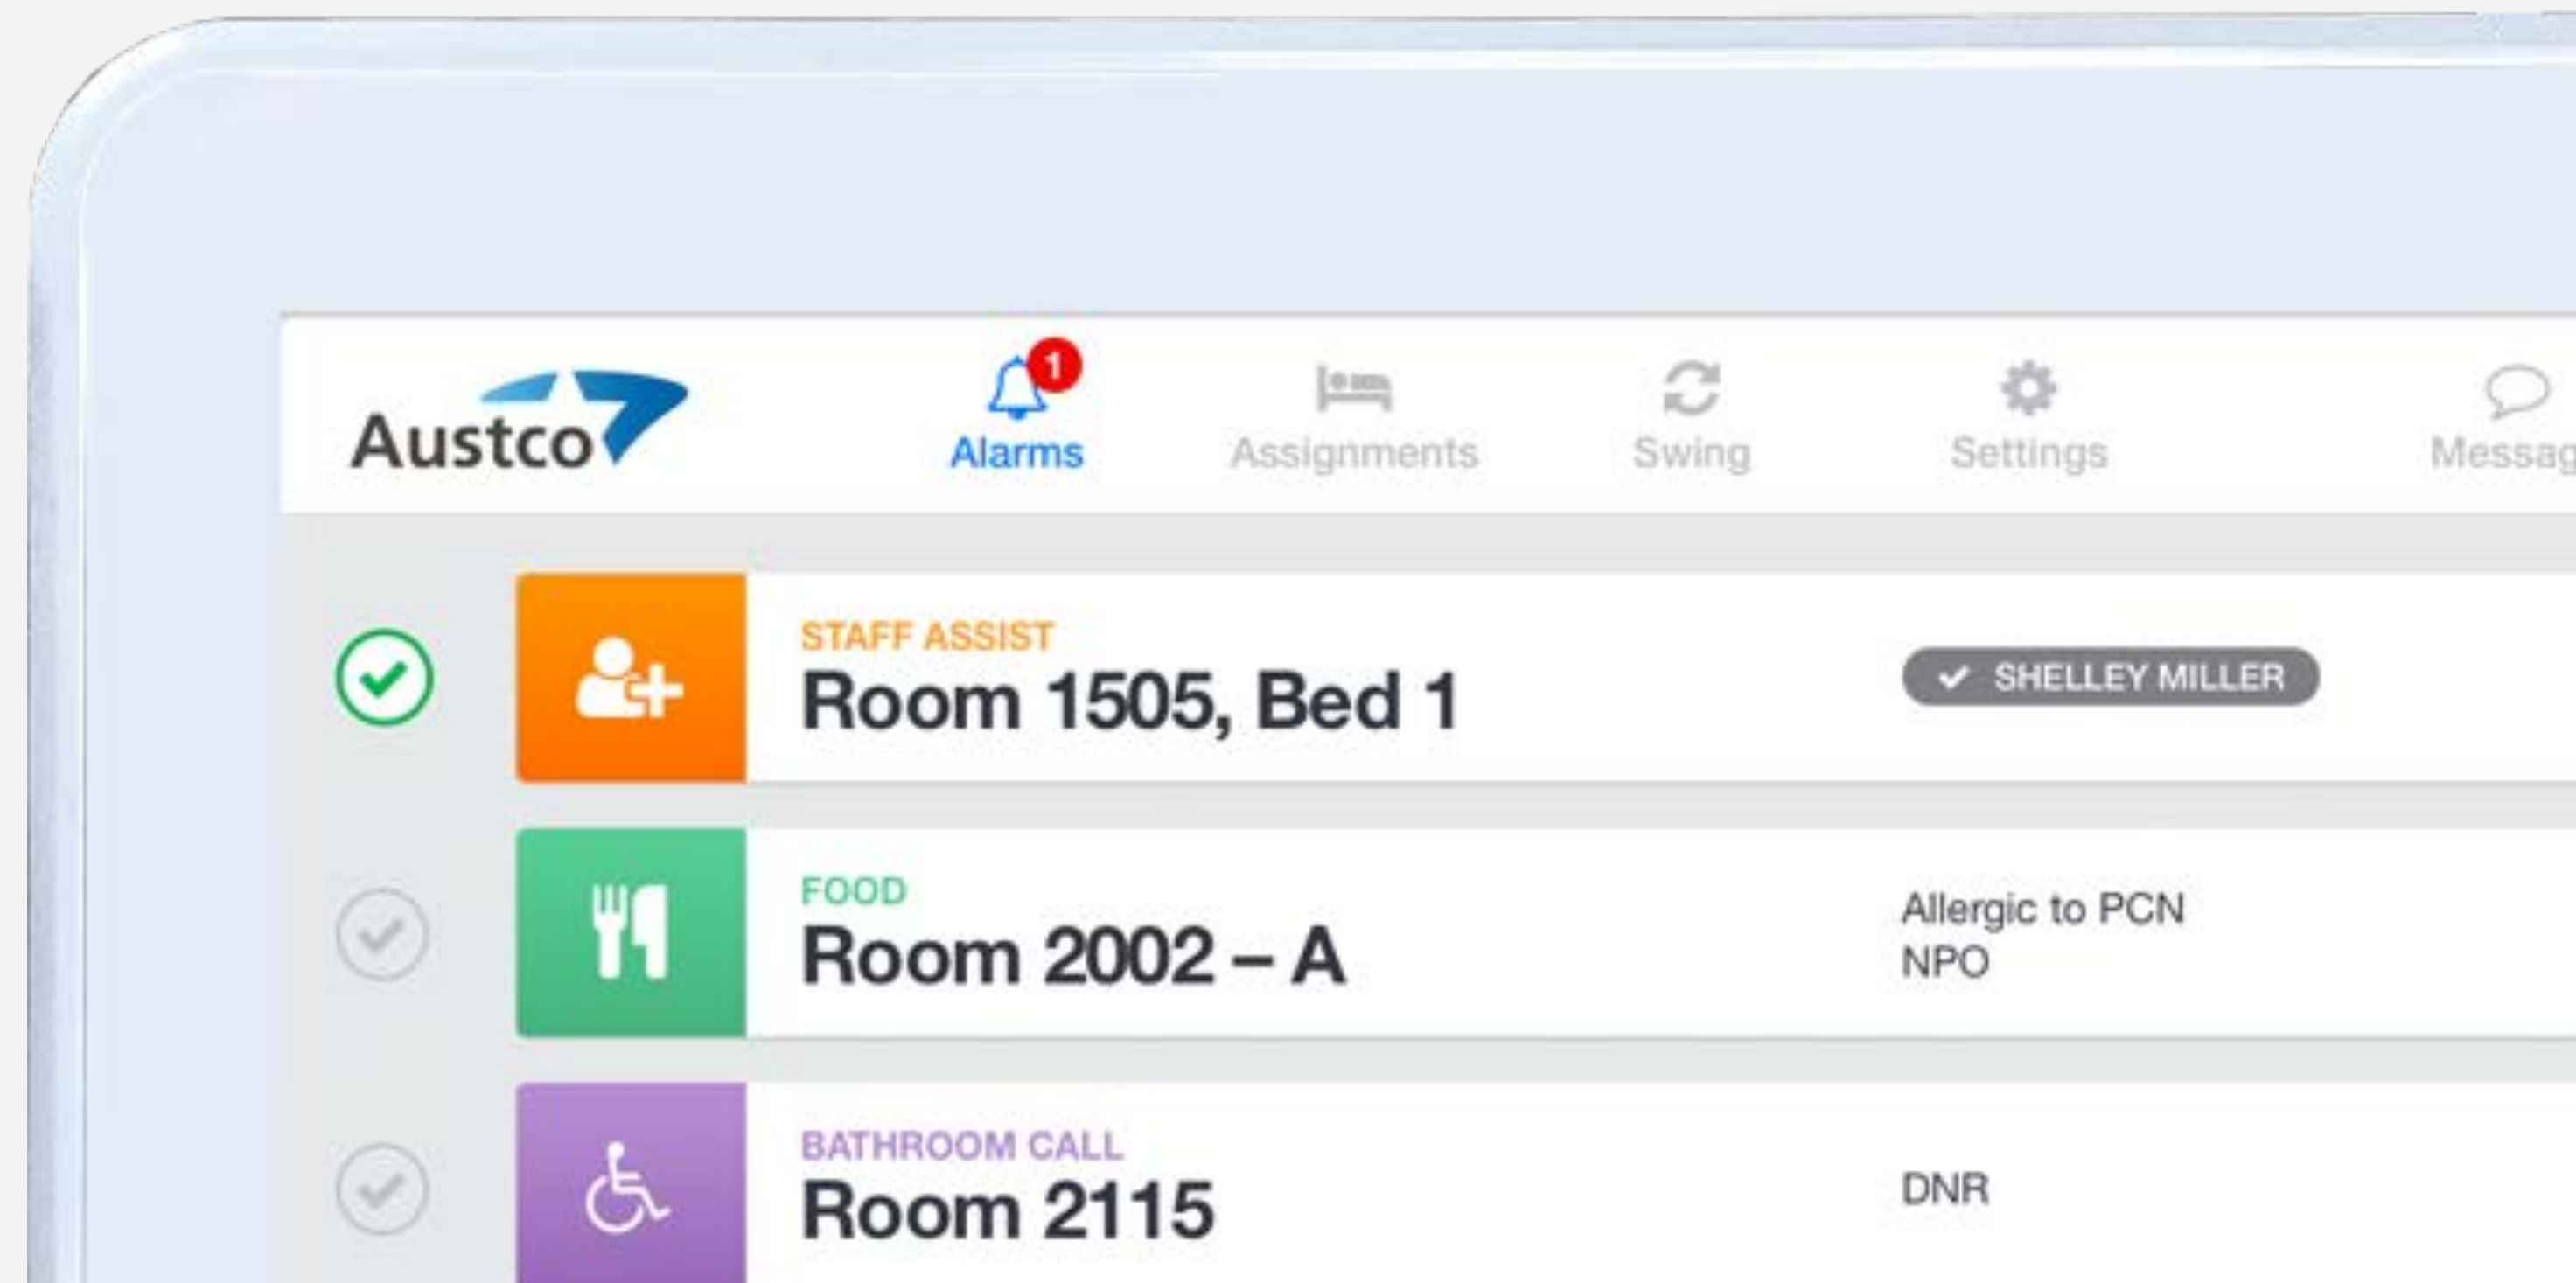 Austco
1
Alarms
Assignments
Swing
Settings
STAFF ASSIST
Room 1505, Bed 1
SHELLEY MILLER
FOOD
Room 2002 – A
Allergic to PCN
NPO
BATHROOM CALL
Room 2115
DNR